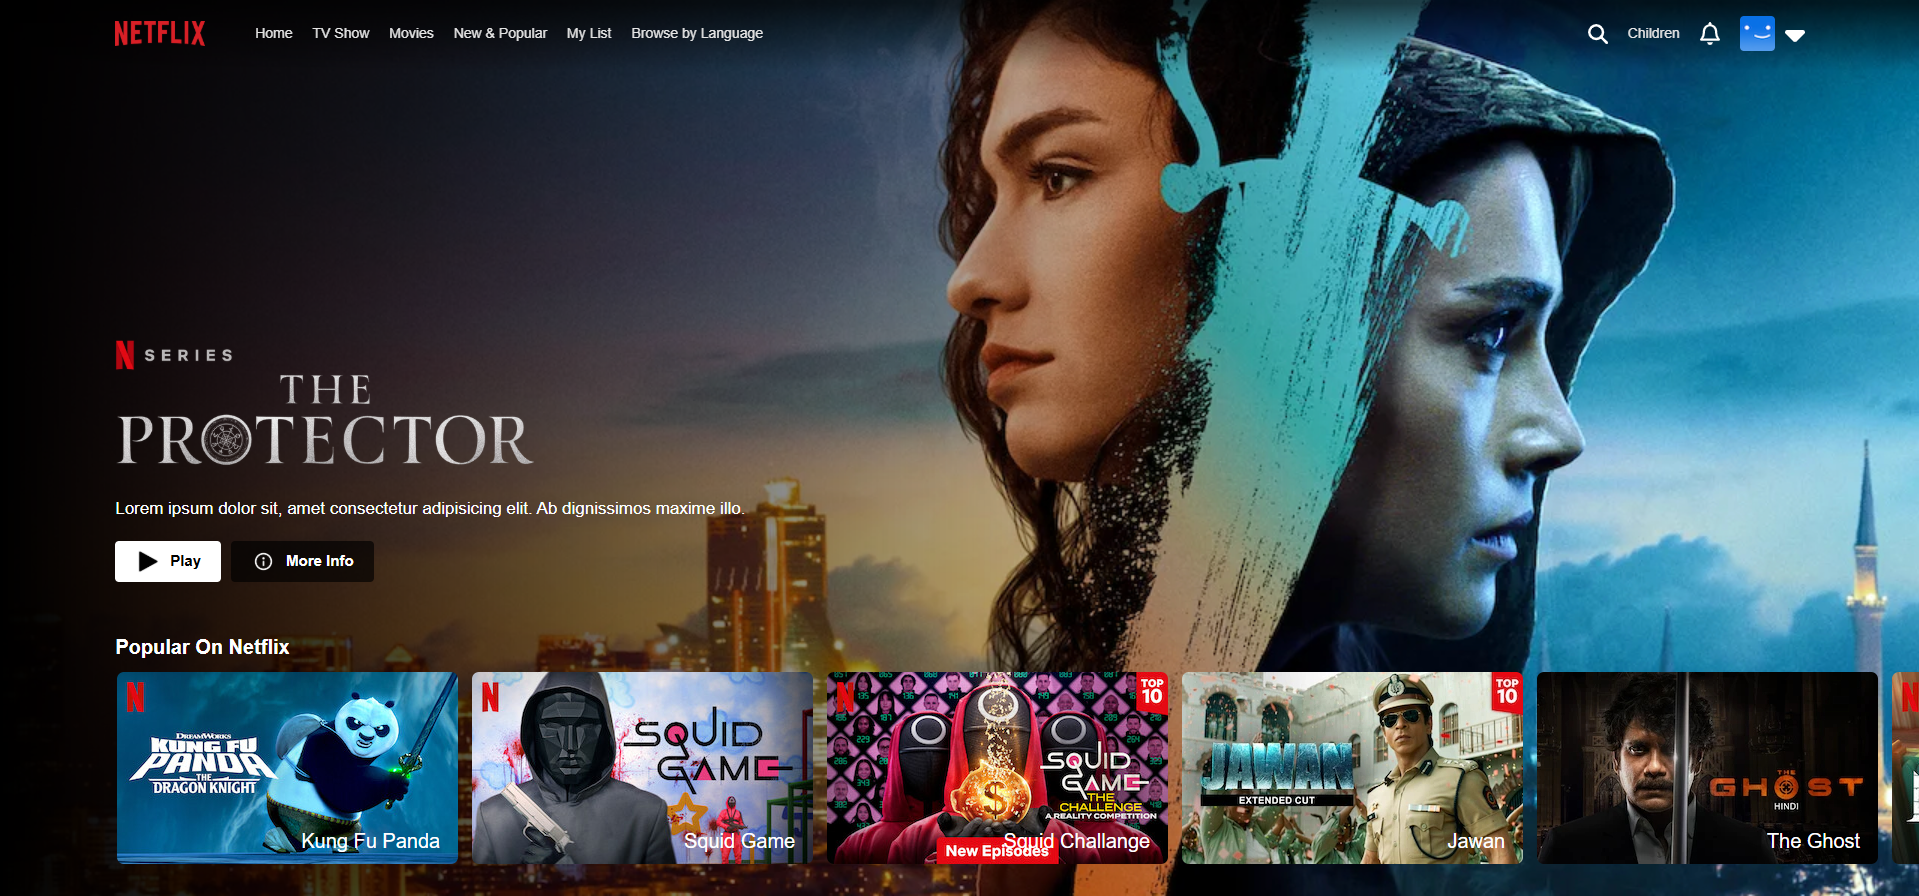 NETFLIX
Home TV Show Movies New & Popular My List Browse by Language
Children
N SERIES
THE
PROTECTOR
Lorem ipsum dolor sit, amet consectetur adipisicing elit. Ab dignissimos maxime illo.
Play More Info
Popular On Netflix
N
DREAMWORKS
KUNG FU
PANDA
THE
DRAGON KNIGHT
Kung Fu Panda
N
SQUID
GAME
Squid Game
N
TOP
10
SQUID
GAME
THE
CHALLENGE
A REALITY COMPETITION
Squid Challange
New Episodes
TOP
10
JAWAN
EXTENDED CUT
Jawan
THE
GHOST
HINDI
The Ghost
N